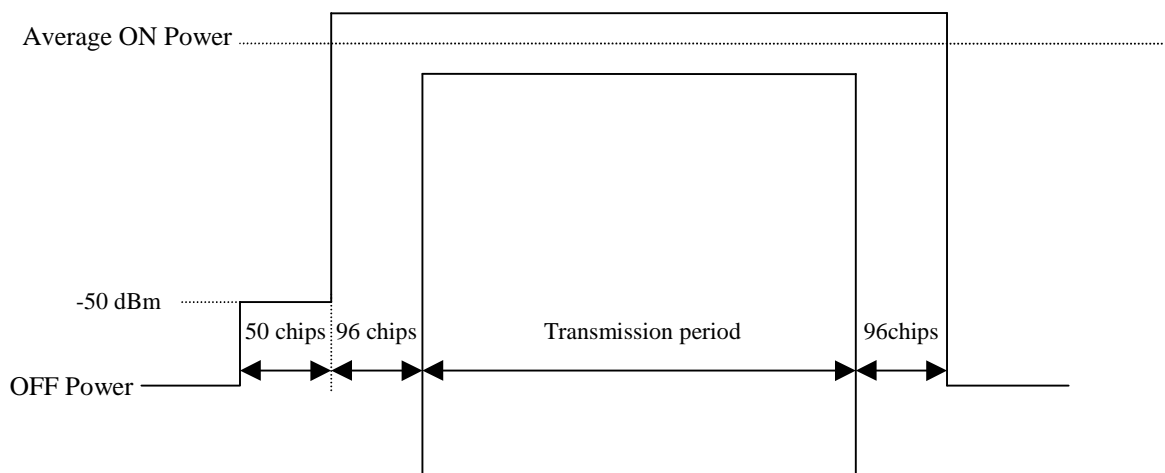 Average ON Power
-50 dBm
50 chips 96 chips Transmission period 96chips
OFF Power